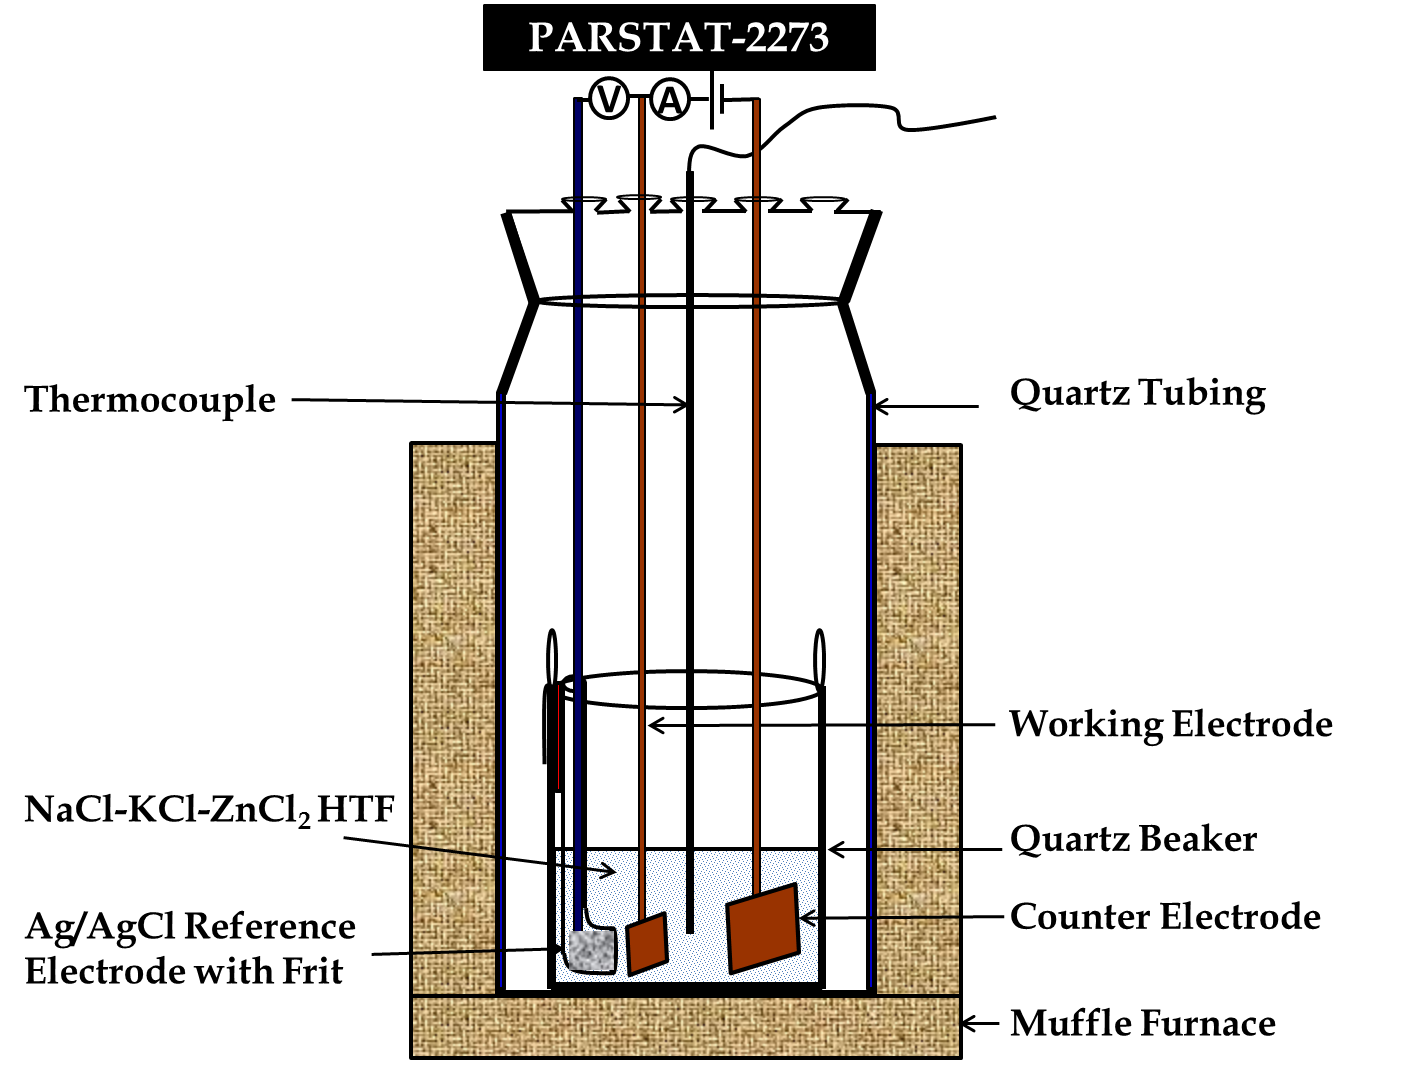 PARSTAT-2273
V
A
Thermocouple
Quartz Tubing
Working Electrode
NaCl-KCl-ZnCl₂ HTF
Quartz Beaker
Ag/AgCl Reference
Electrode with Frit
Counter Electrode
Muffle Furnace